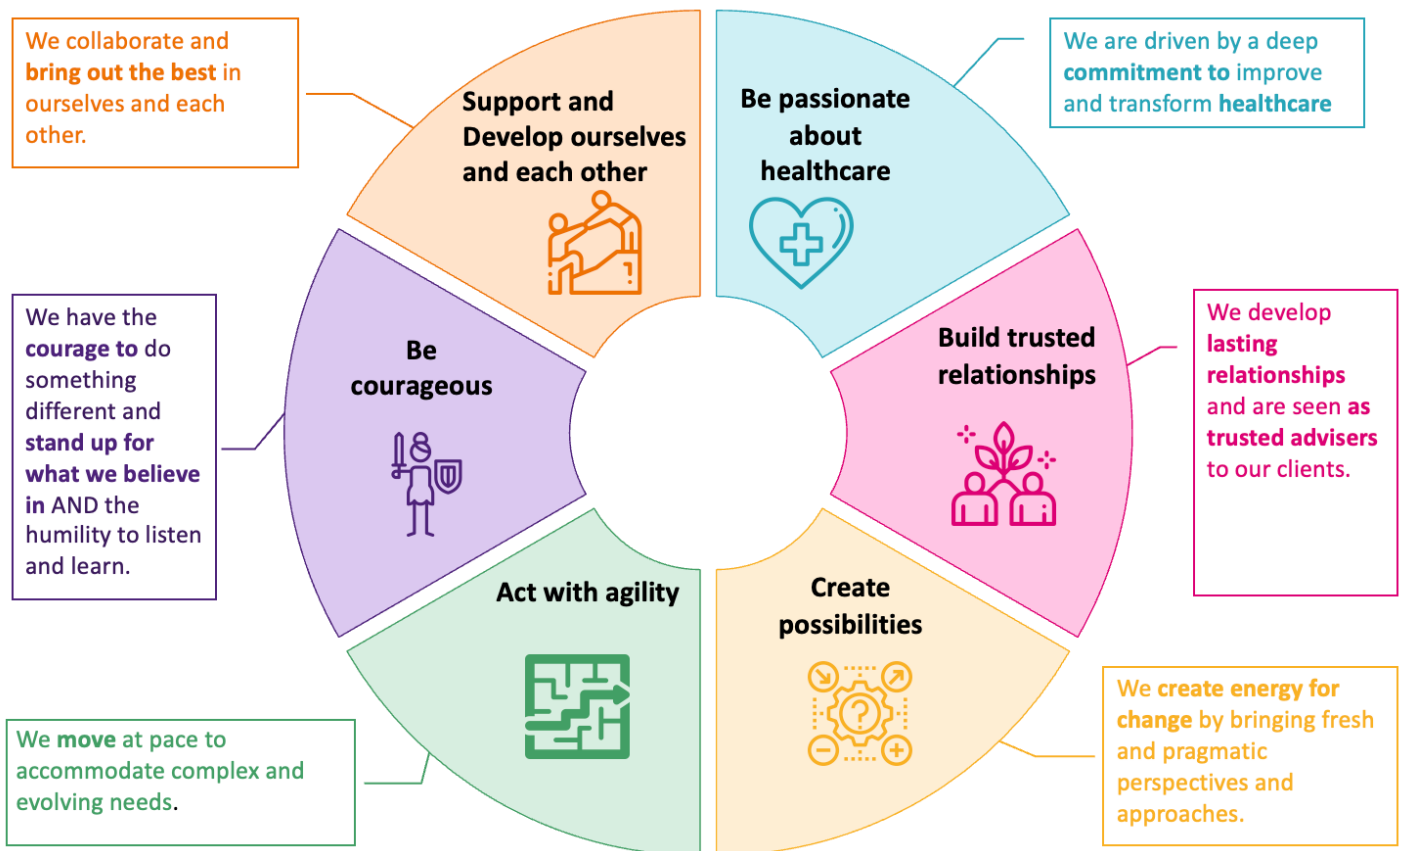 We collaborate and
bring out the best in
ourselves and each
other.
Support and
Develop ourselves
and each other
Be passionate
about
healthcare
We are driven by a deep
commitment to improve
and transform healthcare
We have the
courage to do
something
different and
stand up for
what we believe
in AND the
humility to listen
and learn.
Be
courageous
Build trusted
relationships
We develop
lasting
relationships
and are seen as
trusted advisers
to our clients.
Act with agility
Create
possibilities
?
We move at pace to
accommodate complex and
evolving needs.
We create energy for
change by bringing fresh
and pragmatic
perspectives and
approaches.